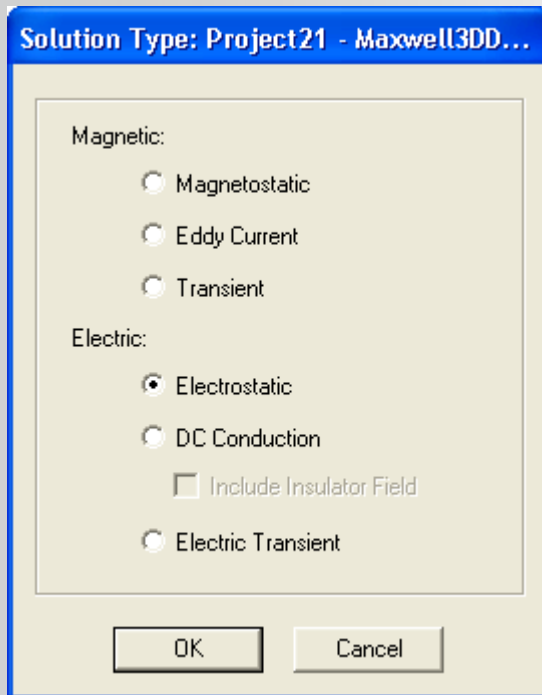 Solution Type: Project21 - Maxwell3DD...
Magnetic:
Magnetostatic
Eddy Current
Transient
Electric:
Electrostatic
DC Conduction
Include Insulator Field
Electric Transient
OK
Cancel